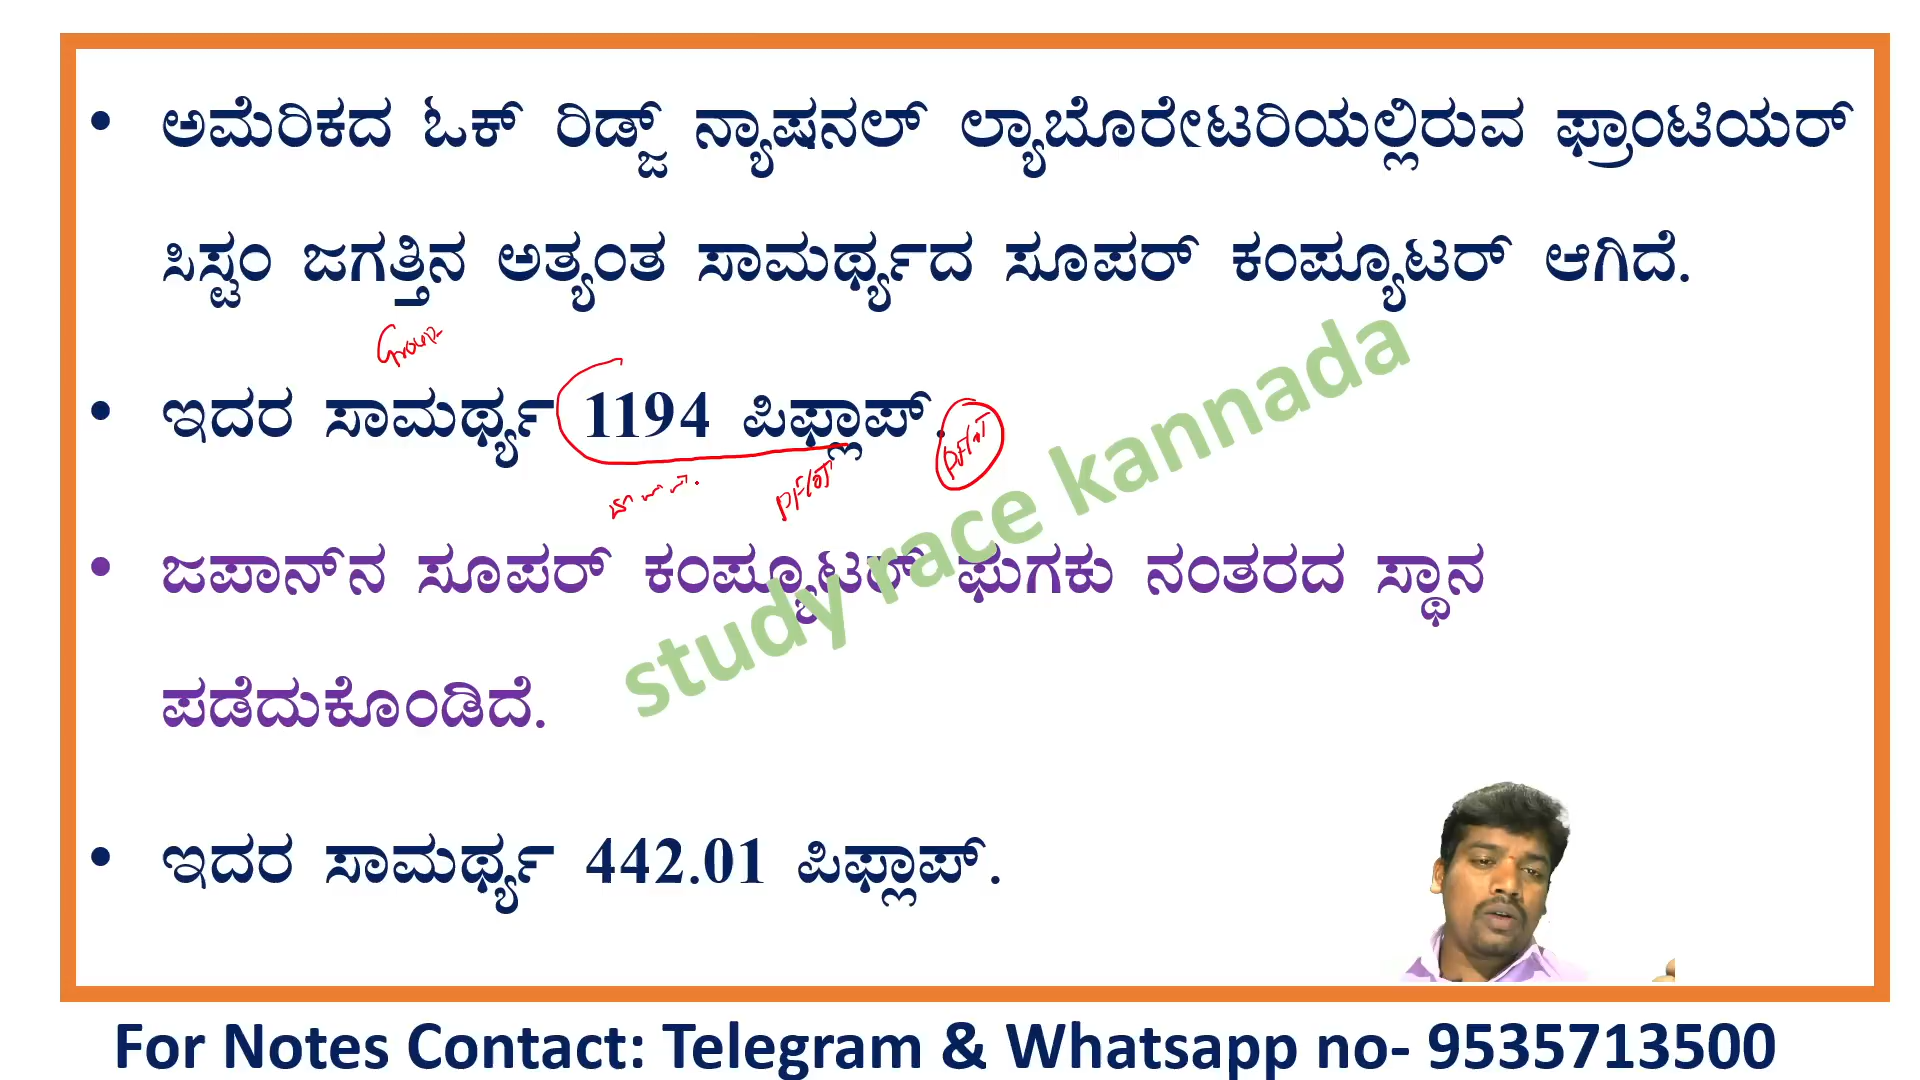 • ಅಮೆರಿಕದ ಓಕ್ ರಿಡ್ಜ್ ನ್ಯಾಷನಲ್ ಲ್ಯಾಬೊರೇಟರಿಯಲ್ಲಿರುವ ಫ್ರಾಂಟಿಯರ್
ಸಿಸ್ಟಂ ಜಗತ್ತಿನ ಅತ್ಯಂತ ಸಾಮರ್ಥ್ಯದ ಸೂಪರ್ ಕಂಪ್ಯೂಟರ್ ಆಗಿದೆ.
• ಇದರ ಸಾಮರ್ಥ್ಯ 1194 ಪಿಫ್ಲಾಪ್.
• ಜಪಾನ್‌ನ ಸೂಪರ್ ಕಂಪ್ಯೂಟರ್ ಫುಗಕು ನಂತರದ ಸ್ಥಾನ
ಪಡೆದುಕೊಂಡಿದೆ.
• ಇದರ ಸಾಮರ್ಥ್ಯ 442.01 ಪಿಫ್ಲಾಪ್.
study race kannada
For Notes Contact: Telegram & Whatsapp no- 9535713500